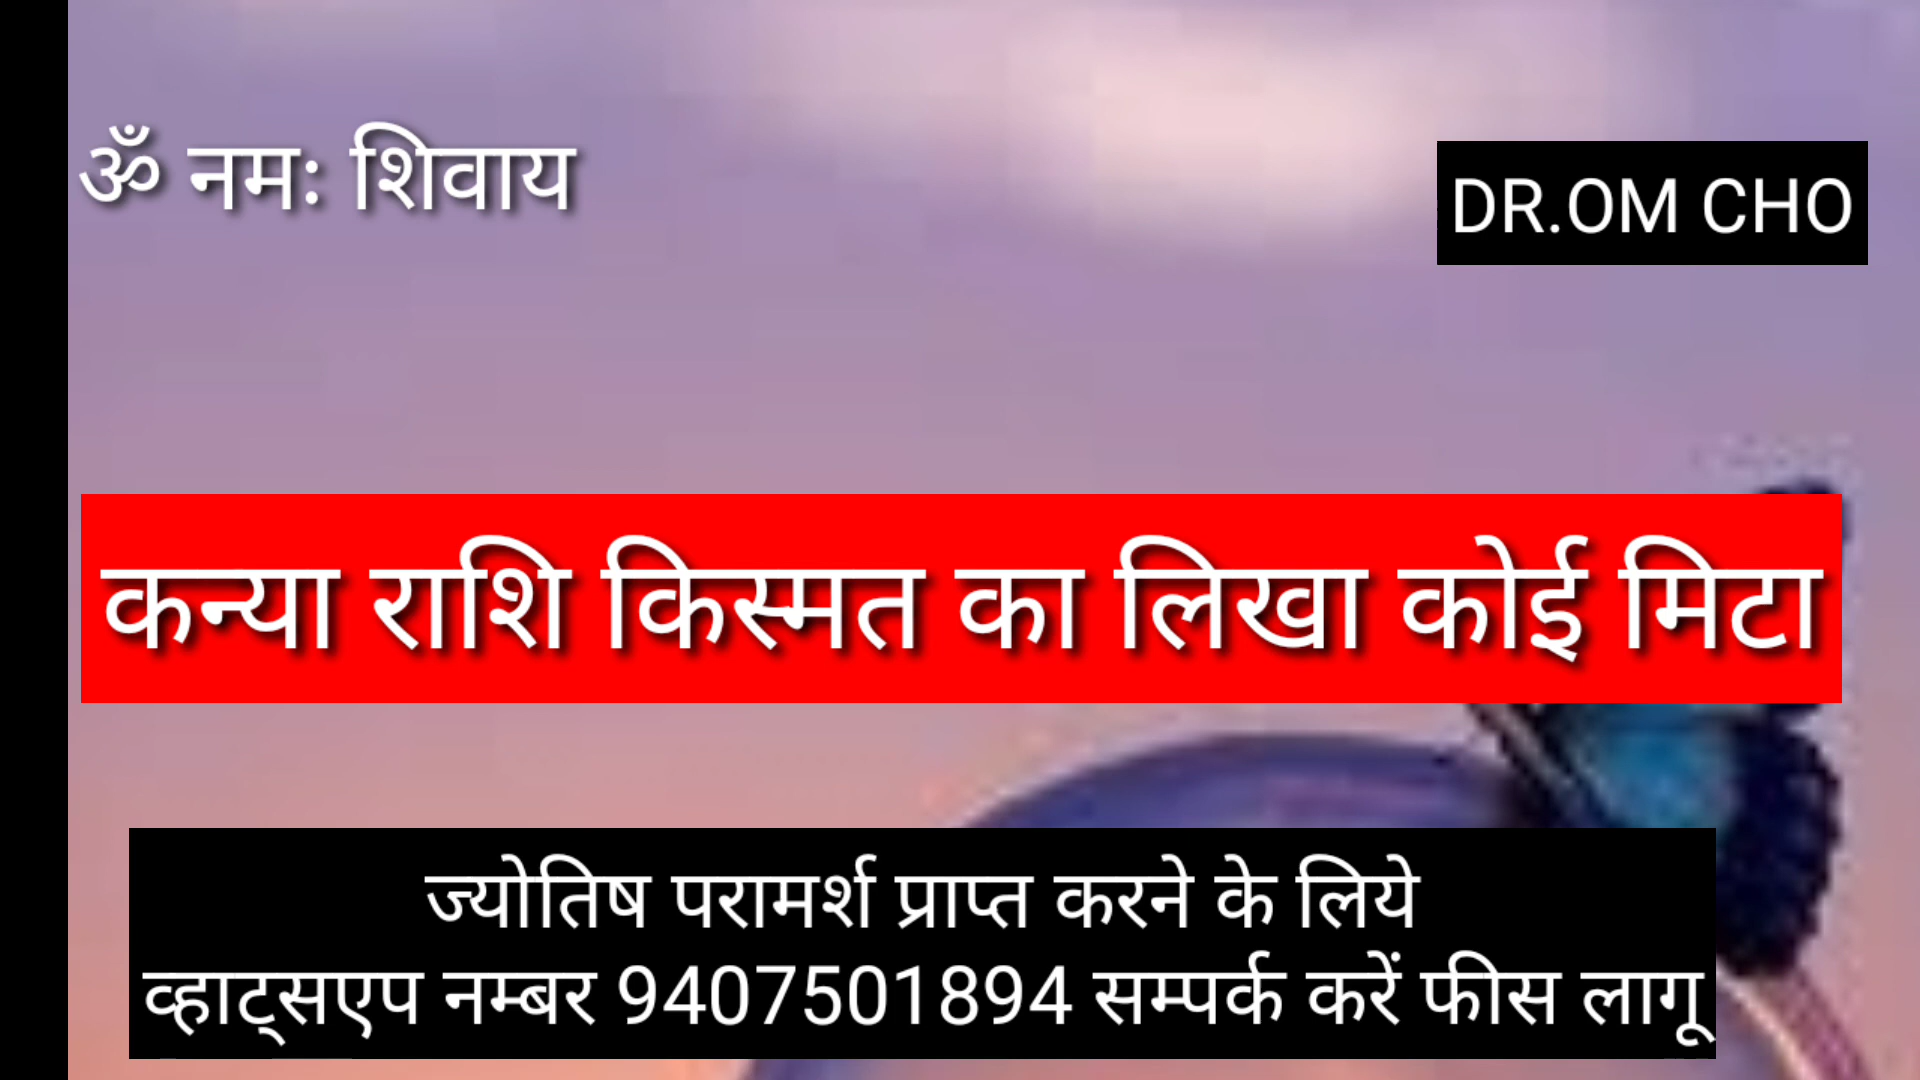 ॐ नमः शिवाय
DR.OM CHO
कन्या राशि किस्मत का लिखा कोई मिटा
ज्योतिष परामर्श प्राप्त करने के लिये
व्हाट्सएप नम्बर 9407501894 सम्पर्क करें फीस लागू